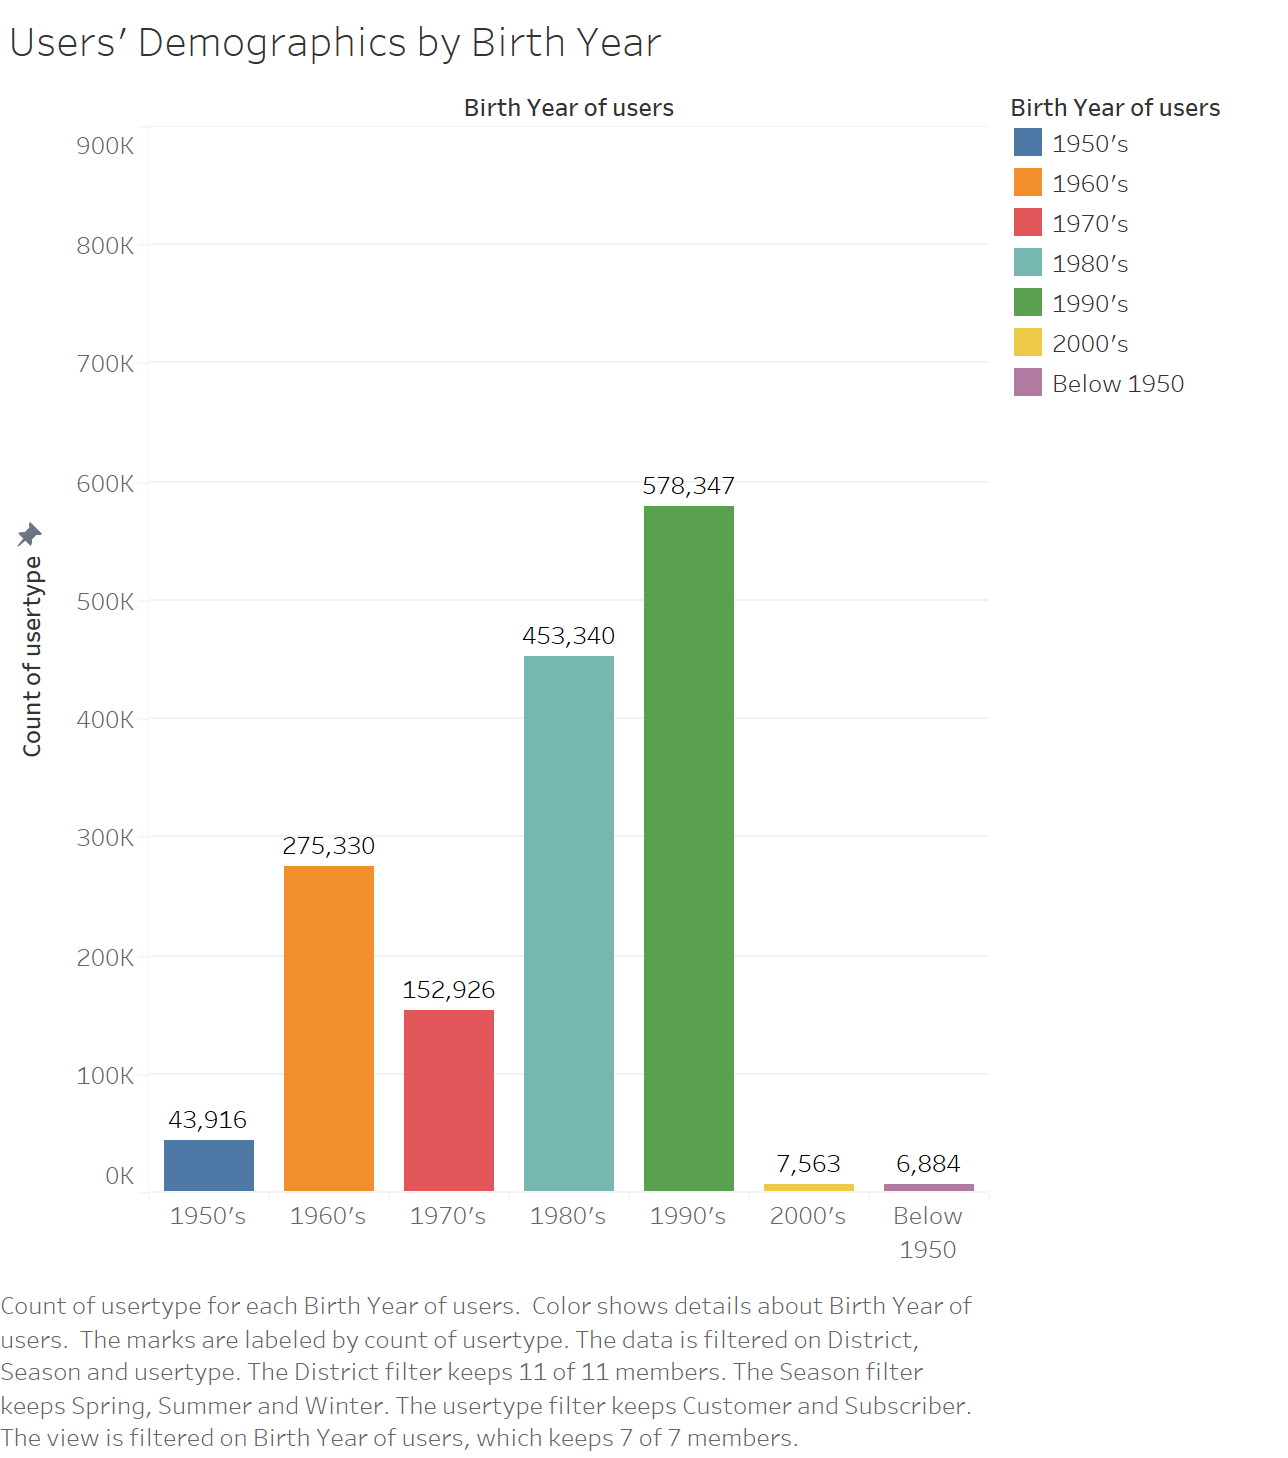 Users’ Demographics by Birth Year
Birth Year of users
Birth Year of users
1950’s
1960’s
1970’s
1980’s
1990’s
2000’s
Below 1950
900K
800K
700K
600K
500K
400K
300K
200K
100K
0K
Count of usertype
43,916
275,330
152,926
453,340
578,347
7,563
6,884
1950’s
1960’s
1970’s
1980’s
1990’s
2000’s
Below
1950
Count of usertype for each Birth Year of users.  Color shows details about Birth Year of
users.  The marks are labeled by count of usertype. The data is filtered on District,
Season and usertype. The District filter keeps 11 of 11 members. The Season filter
keeps Spring, Summer and Winter. The usertype filter keeps Customer and Subscriber.
The view is filtered on Birth Year of users, which keeps 7 of 7 members.